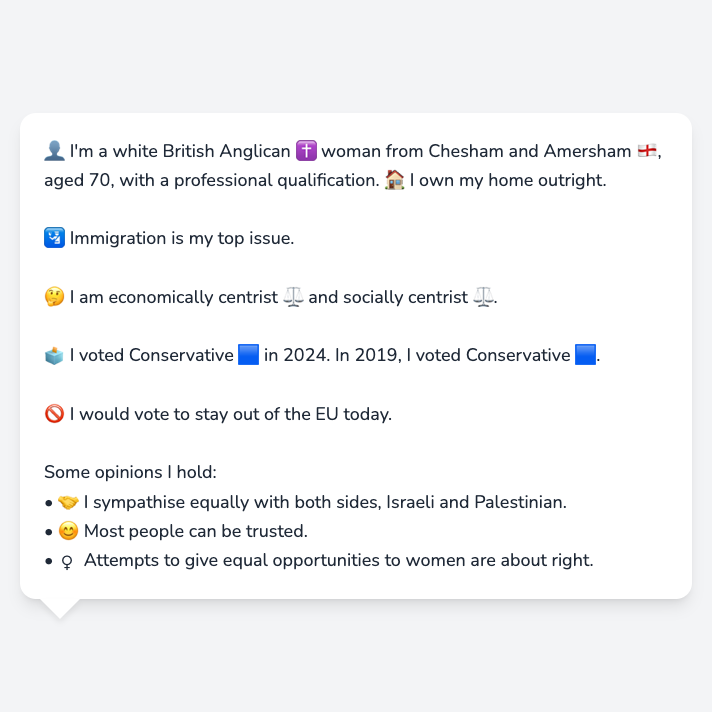 👤 I'm a white British Anglican ✝️ woman from Chesham and Amersham 🏴󠁧󠁢󠁥󠁮󠁧󠁿,
aged 70, with a professional qualification. 🏠 I own my home outright.
🛂 Immigration is my top issue.
🤔 I am economically centrist ⚖️ and socially centrist ⚖️.
🗳️ I voted Conservative 🟦 in 2024. In 2019, I voted Conservative 🟦.
🚫 I would vote to stay out of the EU today.
Some opinions I hold:
• 🤝 I sympathise equally with both sides, Israeli and Palestinian.
• 😊 Most people can be trusted.
• ♀ Attempts to give equal opportunities to women are about right.